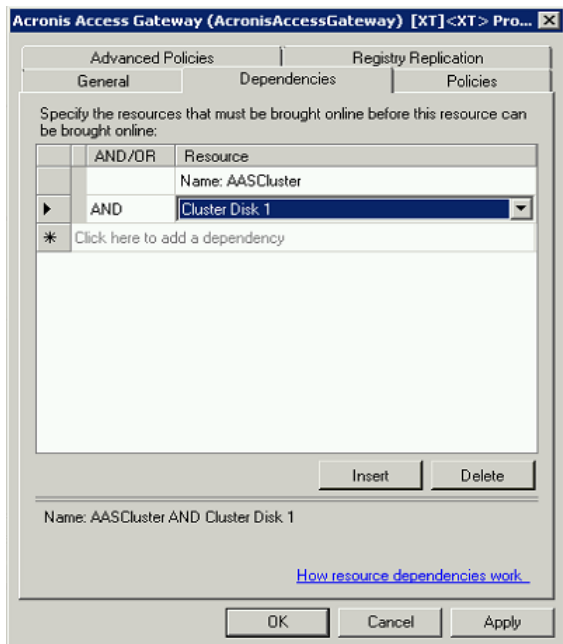 Acronis Access Gateway (AcronisAccessGateway) [XT]<XT> Pro...
Advanced Policies
Registry Replication
General
Dependencies
Policies
Specify the resources that must be brought online before this resource can
be brought online:
AND/OR Resource
Name: AASCluster
AND Cluster Disk 1
Click here to add a dependency
Insert
Delete
Name: AASCluster AND Cluster Disk 1
How resource dependencies work
OK
Cancel
Apply